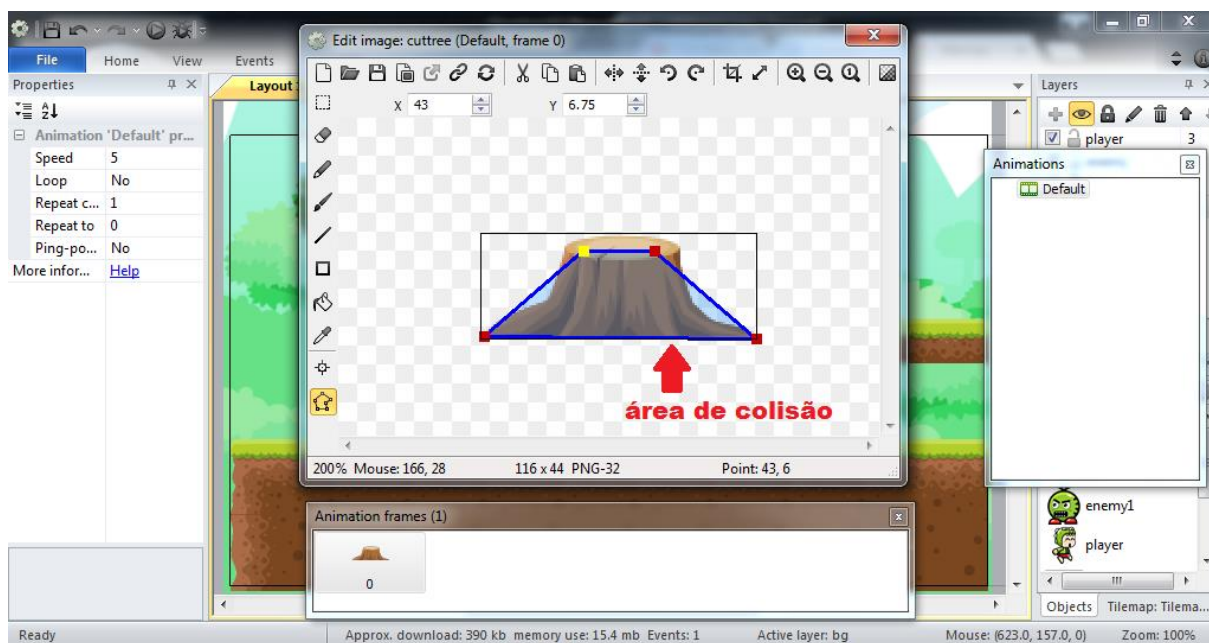 Edit image: cuttree (Default, frame 0)
File Home View Events
Properties
Layout
Layers
X 43 Y 6.75
Animation 'Default' pr...
Speed 5
Loop No
Repeat c... 1
Repeat to 0
Ping-po... No
More infor... Help
player 3
Animations
Default
área de colisão
200% Mouse: 166, 28 116 x 44 PNG-32 Point: 43, 6
Animation frames (1)
0
enemy1
player
Objects Tilemap: Tilema...
Ready Approx. download: 390 kb memory use: 15.4 mb Events: 1 Active layer: bg Mouse: (623.0, 157.0, 0) Zoom: 100%